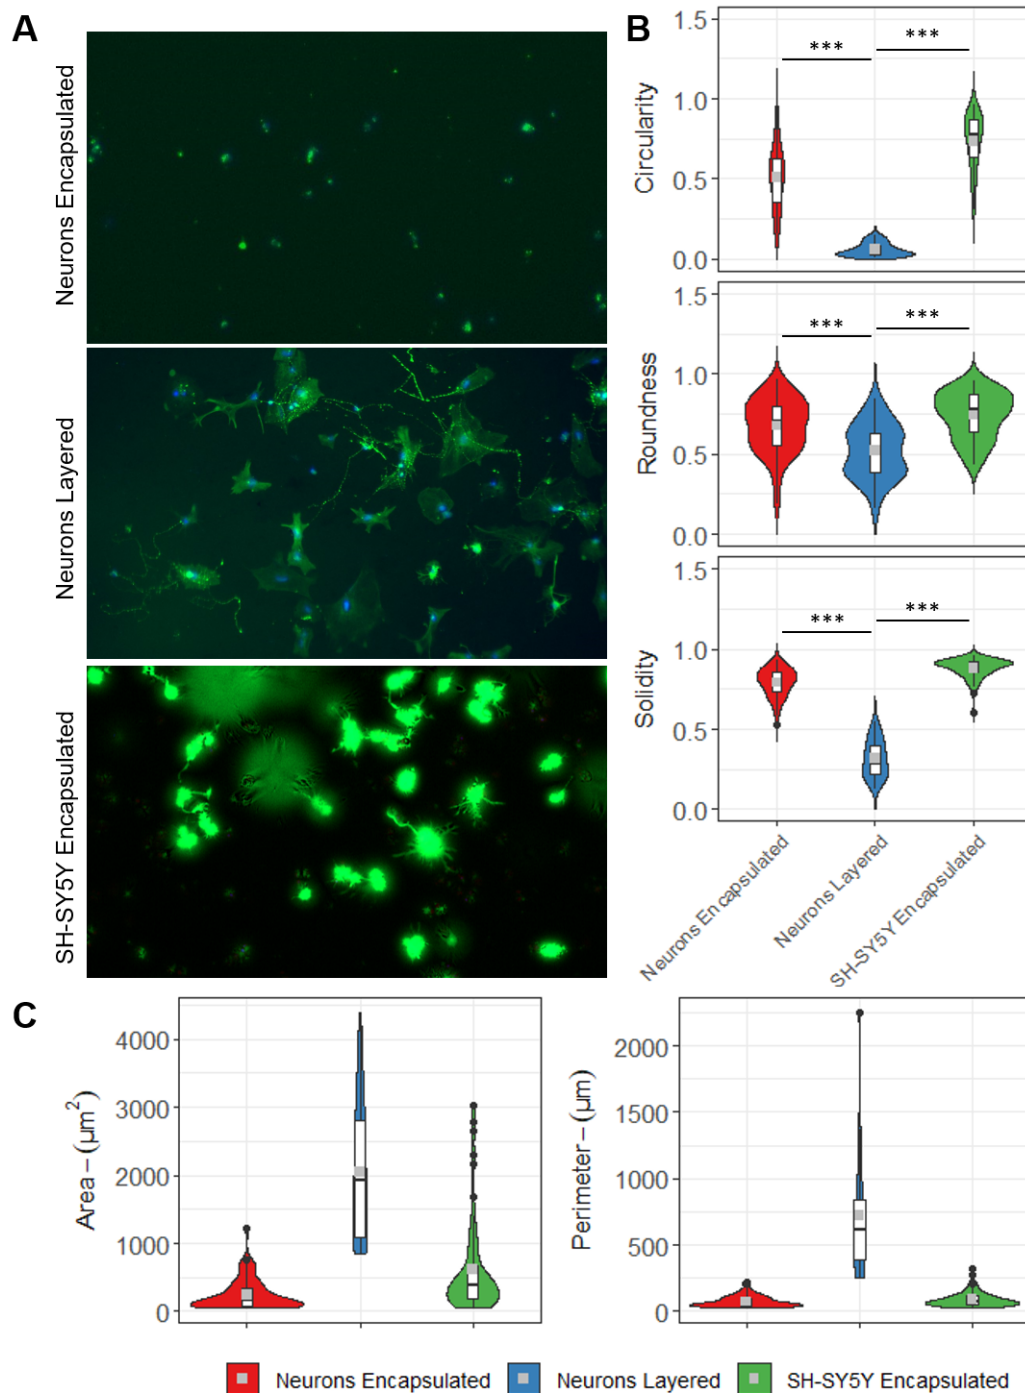 A
Neurons Encapsulated
Neurons Layered
SH-SY5Y Encapsulated
B
Circularity
1.5
1.0
0.5
0.0
***
***
Roundness
1.5
1.0
0.5
0.0
***
***
Solidity
1.5
1.0
0.5
0.0
***
***
Neurons Encapsulated
Neurons Layered
SH-SY5Y Encapsulated
C
Area – (µm²)
4000
3000
2000
1000
0
Perimeter – (µm)
2000
1500
1000
500
0
Neurons Encapsulated
Neurons Layered
SH-SY5Y Encapsulated